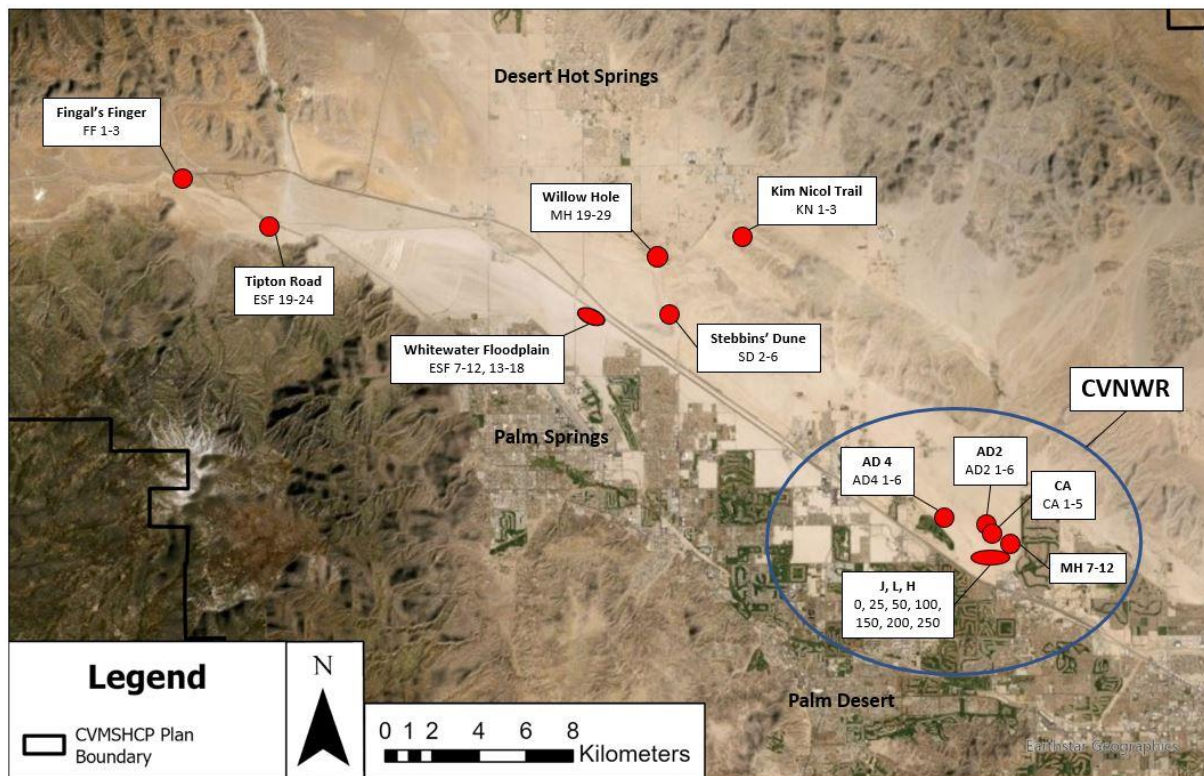 Desert Hot Springs
Fingal's Finger
FF 1-3
Willow Hole
MH 19-29
Kim Nicol Trail
KN 1-3
Tipton Road
ESF 19-24
Whitewater Floodplain
ESF 7-12, 13-18
Stebbins' Dune
SD 2-6
CVNWR
Palm Springs
AD 4
AD4 1-6
AD2
AD2 1-6
CA
CA 1-5
MH 7-12
J, L, H
0, 25, 50, 100,
150, 200, 250
Palm Desert
Legend
CVMSHCP Plan
Boundary
N
0 1 2 4 6 8
Kilometers
Earthstar Geographics